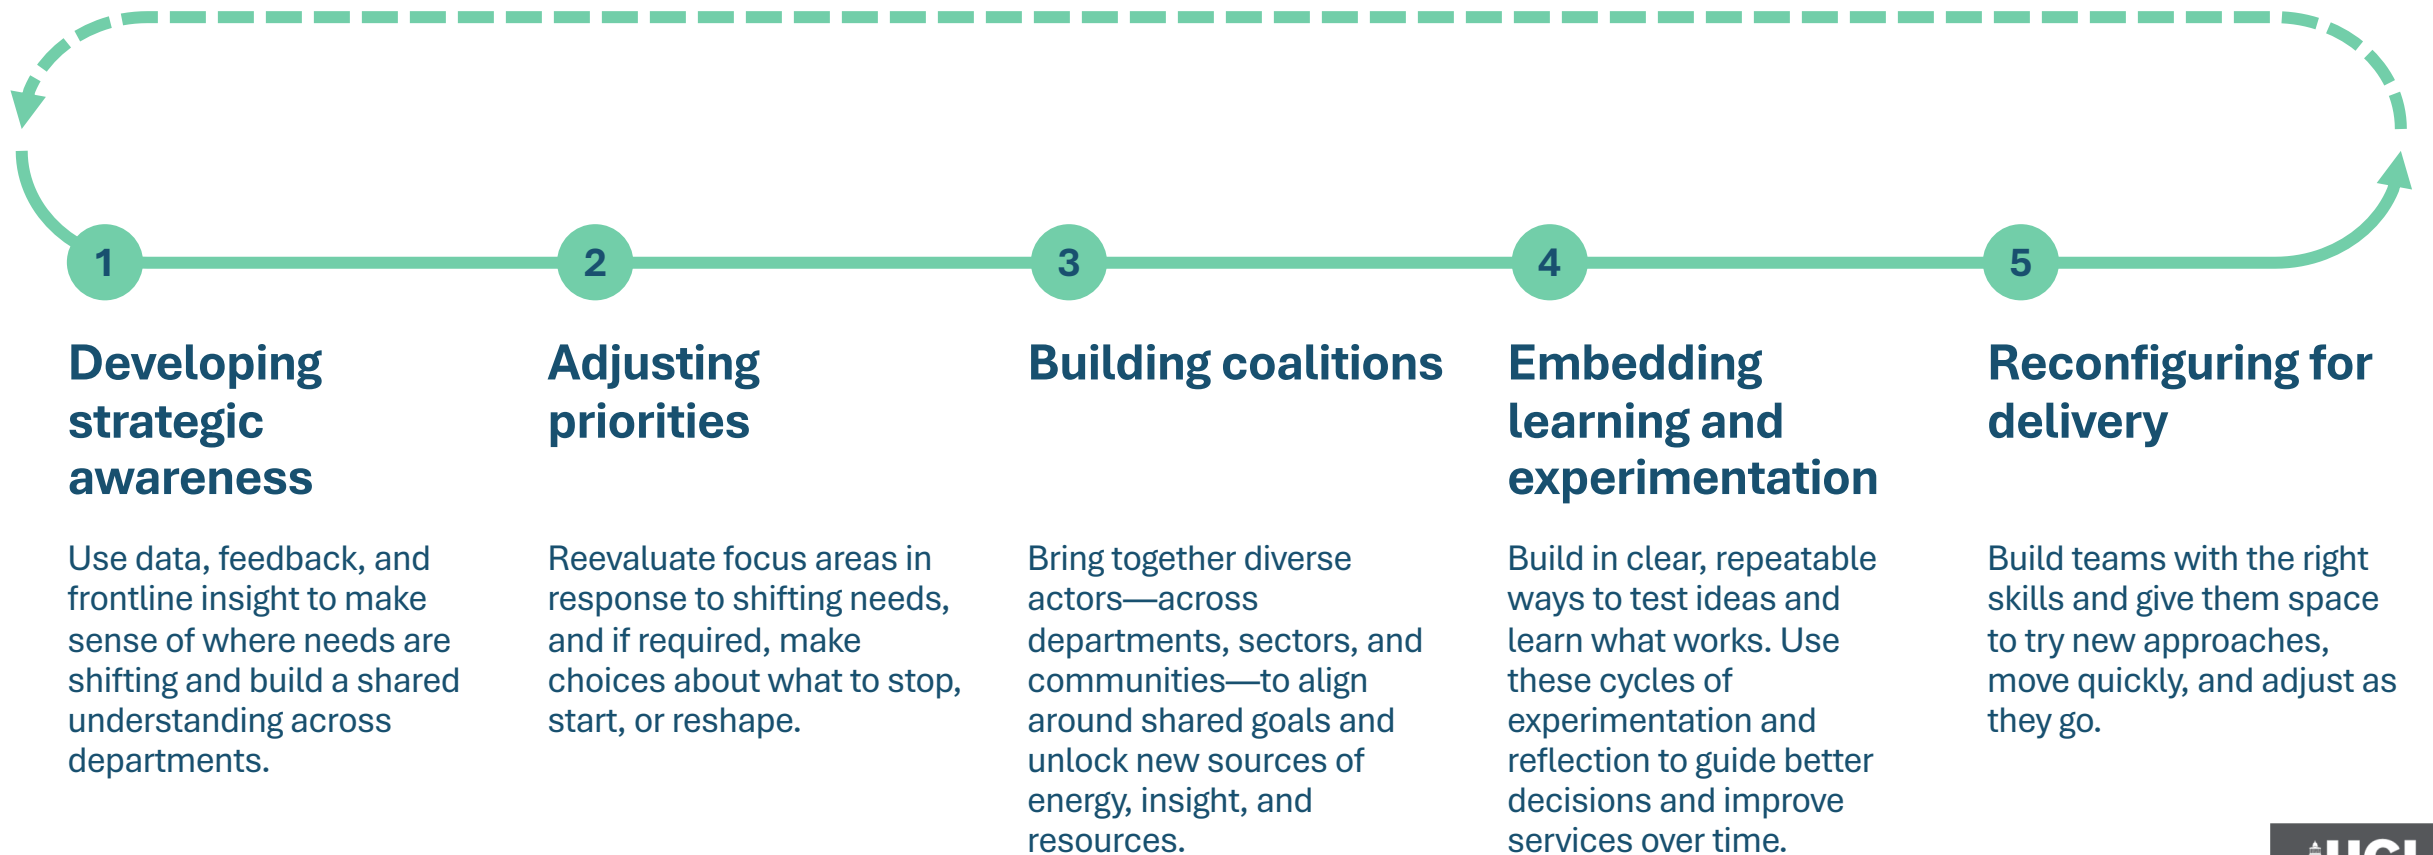 1
2
3
4
5
Developing
strategic
awareness
Use data, feedback, and
frontline insight to make
sense of where needs are
shifting and build a shared
understanding across
departments.
Adjusting
priorities
Reevaluate focus areas in
response to shifting needs,
and if required, make
choices about what to stop,
start, or reshape.
Building coalitions
Bring together diverse
actors—across
departments, sectors, and
communities—to align
around shared goals and
unlock new sources of
energy, insight, and
resources.
Embedding
learning and
experimentation
Build in clear, repeatable
ways to test ideas and
learn what works. Use
these cycles of
experimentation and
reflection to guide better
decisions and improve
services over time.
Reconfiguring for
delivery
Build teams with the right
skills and give them space
to try new approaches,
move quickly, and adjust as
they go.